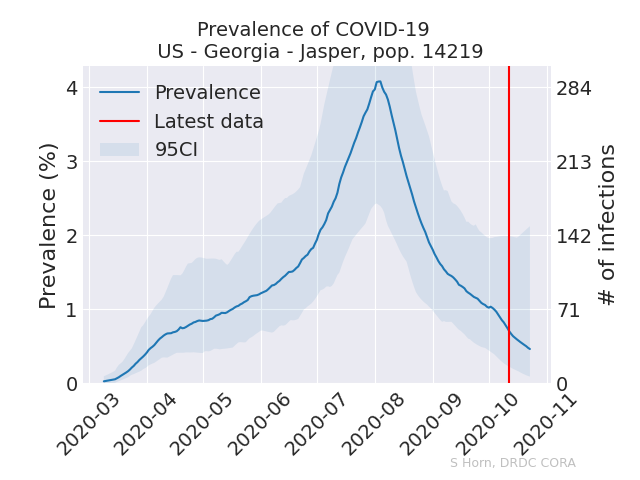 Prevalence of COVID-19
US - Georgia - Jasper, pop. 14219
Prevalence
Latest data
95CI
Prevalence (%)
4
3
2
1
0
284
213
142
71
0
# of infections
2020-03
2020-04
2020-05
2020-06
2020-07
2020-08
2020-09
2020-10
2020-11
S Horn, DRDC CORA